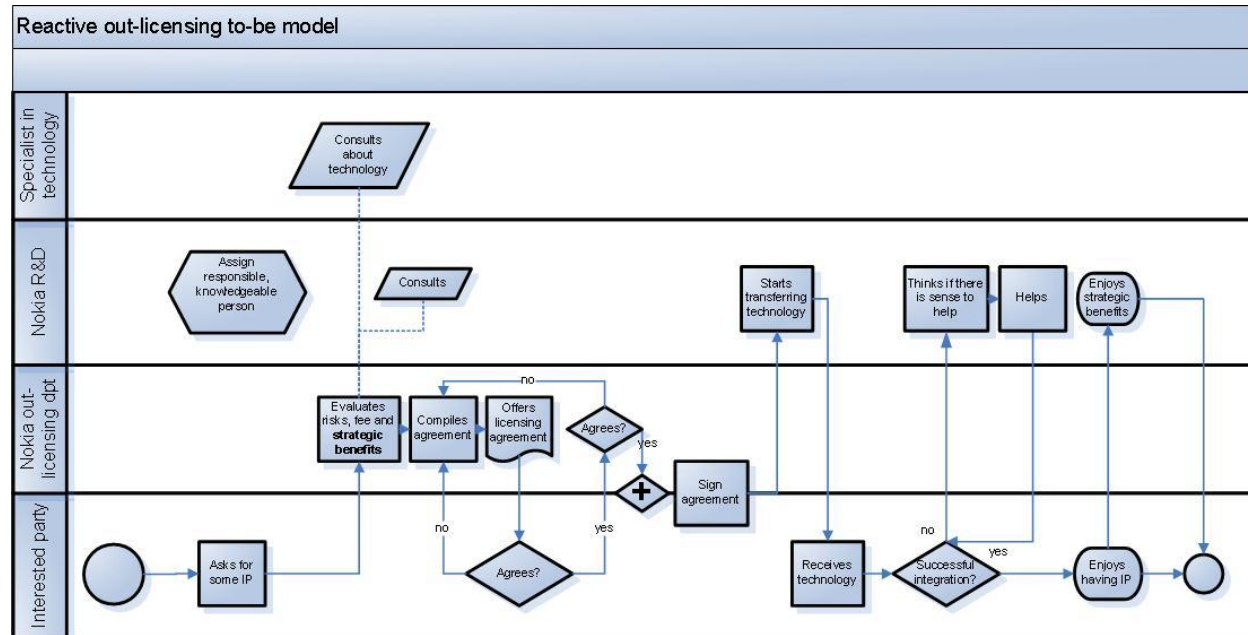 Reactive out-licensing to-be model
Specialist in
technology
Consults
about
technology
Nokia R&D
Assign
responsible,
knowledgeable
person
Consults
Starts
transferring
technology
Thinks if there
is sense to
help
Helps
Enjoys
strategic
benefits
Nokia out-
licensing dpt
Evaluates
risks, fee and
strategic
benefits
Compiles
agreement
Offers
licensing
agreement
no
Agrees?
yes
Sign
agreement
Interested party
Asks for
some IP
no
Agrees?
yes
Receives
technology
no
Successful
integration?
yes
Enjoys
having IP